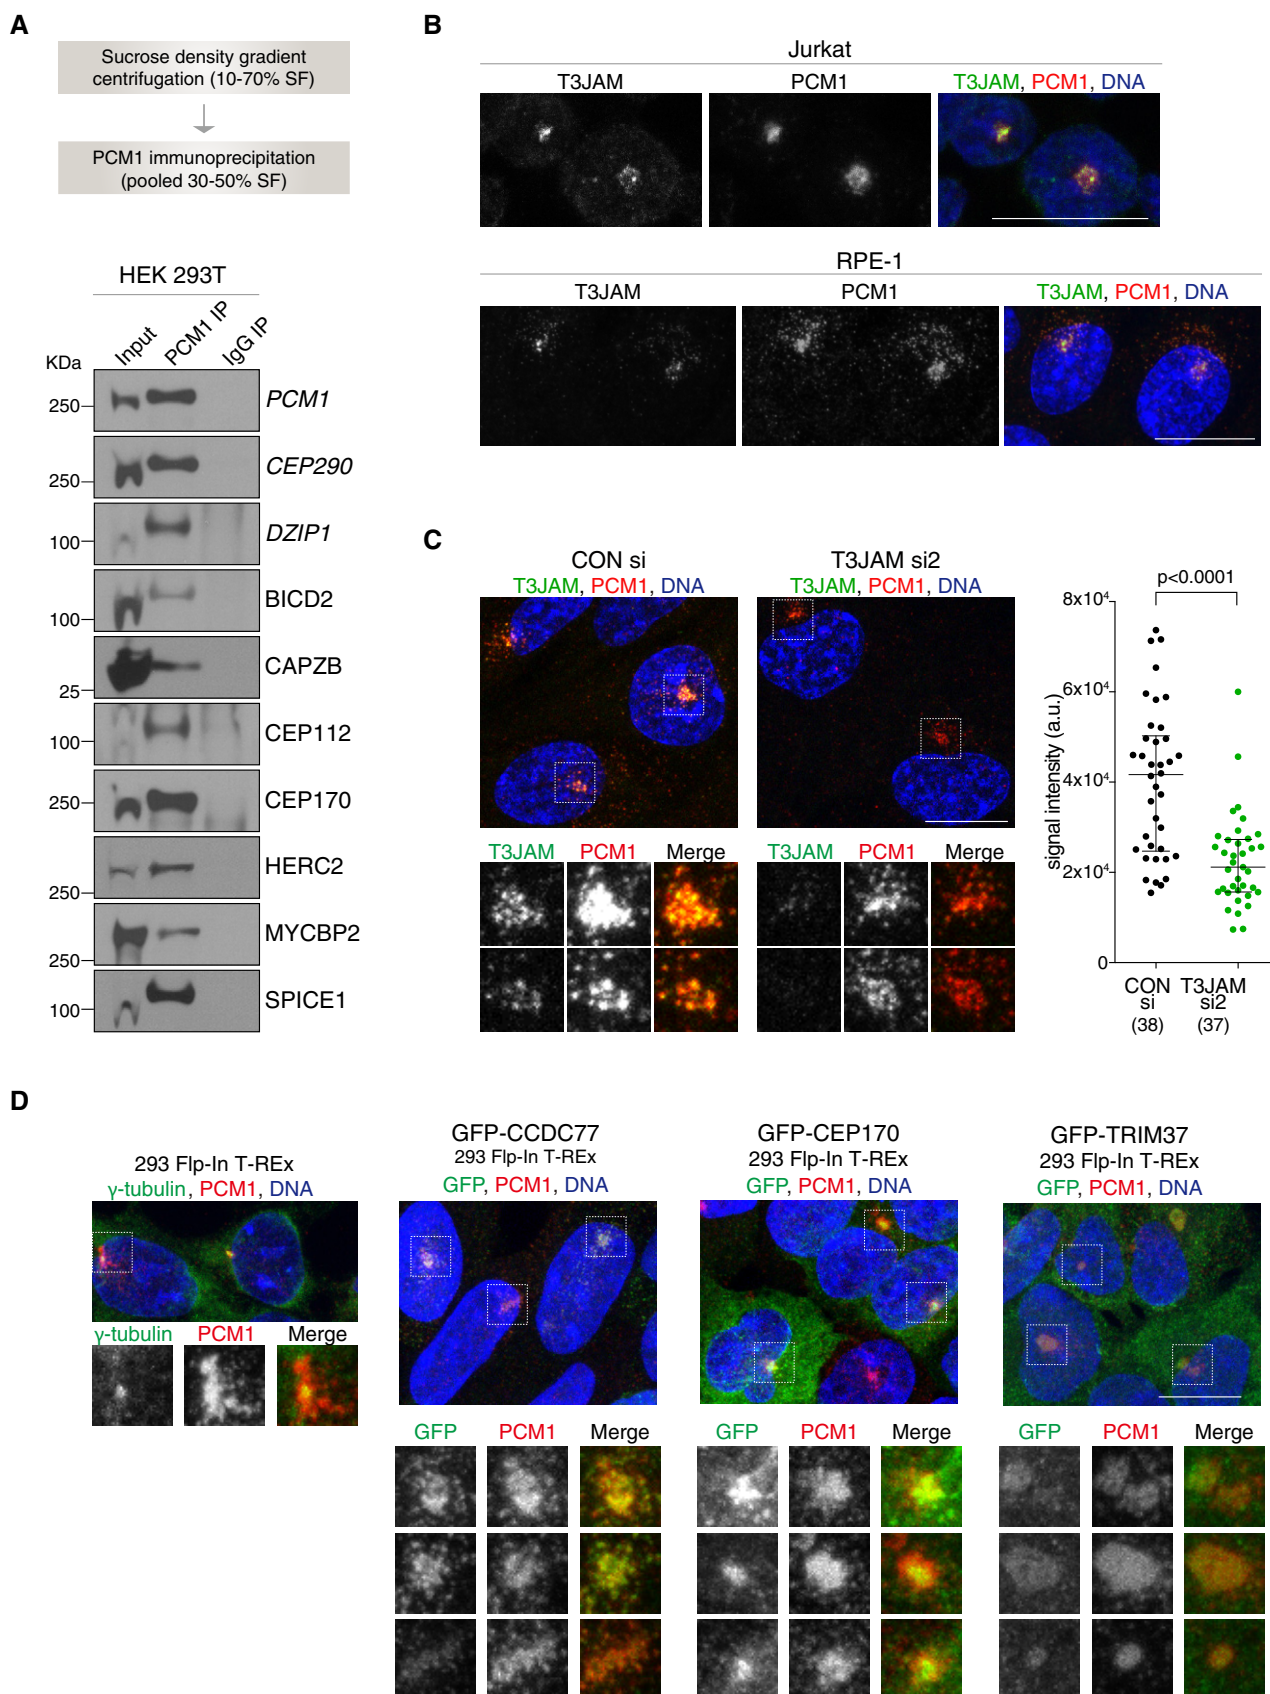 A
Sucrose density gradient
centrifugation (10-70% SF)
PCM1 immunoprecipitation
(pooled 30-50% SF)
HEK 293T
KDa
Input
PCM1 IP
IgG IP
250
PCM1
250
CEP290
100
DZIP1
100
BICD2
25
CAPZB
100
CEP112
250
CEP170
250
HERC2
250
MYCBP2
100
SPICE1
B
Jurkat
T3JAM
PCM1
T3JAM, PCM1, DNA
RPE-1
T3JAM
PCM1
T3JAM, PCM1, DNA
C
CON si
T3JAM, PCM1, DNA
T3JAM si2
T3JAM, PCM1, DNA
T3JAM
PCM1
Merge
T3JAM
PCM1
Merge
p<0.0001
signal intensity (a.u.)
8x10⁴
6x10⁴
4x10⁴
2x10⁴
0
CON
si
(38)
T3JAM
si2
(37)
D
293 Flp-In T-REx
γ-tubulin, PCM1, DNA
γ-tubulin
PCM1
Merge
GFP-CCDC77
293 Flp-In T-REx
GFP, PCM1, DNA
GFP
PCM1
Merge
GFP-CEP170
293 Flp-In T-REx
GFP, PCM1, DNA
GFP
PCM1
Merge
GFP-TRIM37
293 Flp-In T-REx
GFP, PCM1, DNA
GFP
PCM1
Merge